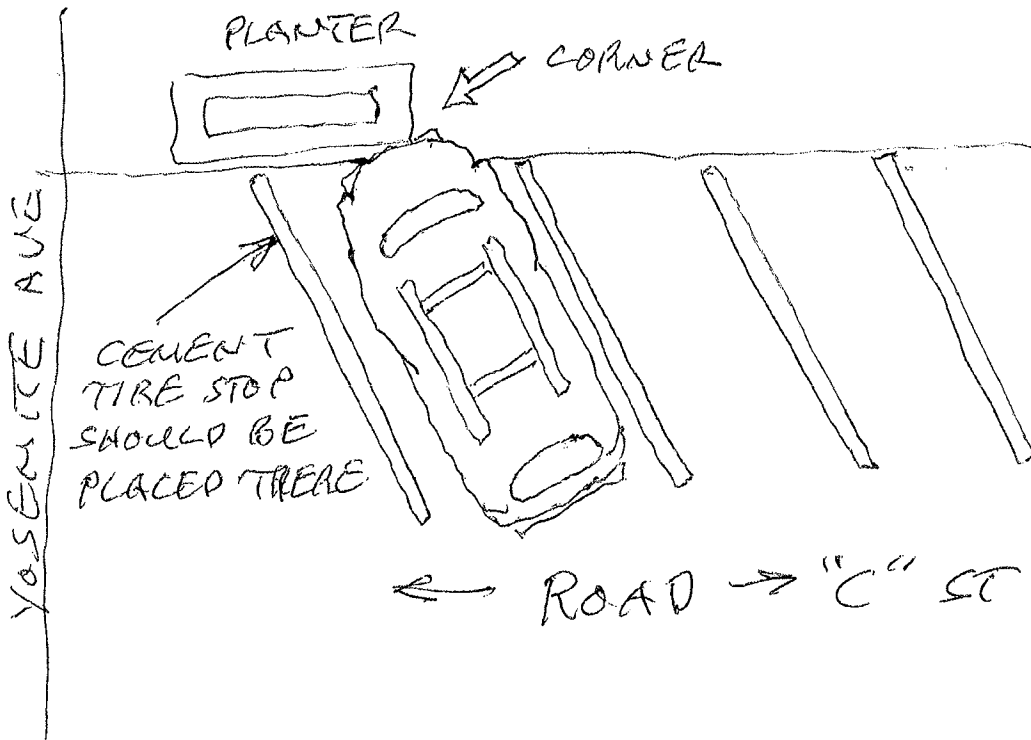 PLANTER
CORNER
YOSEMITE AVE
CEMENT
TIRE STOP
SHOULD BE
PLACED THERE
ROAD "C" ST